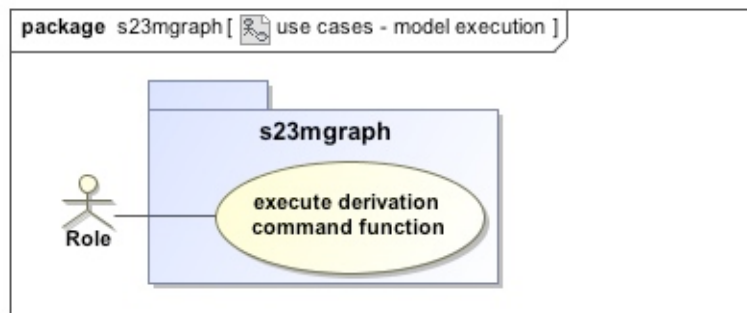 package s23mgraph [ use cases - model execution ]
s23mgraph
execute derivation
command function
Role